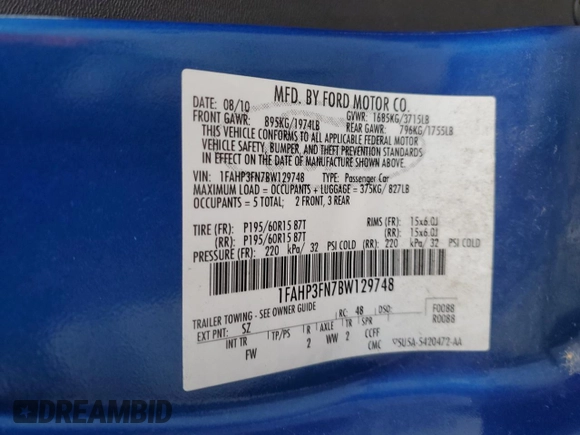 MFD. BY FORD MOTOR CO.
DATE: 08/10 GVWR: 1685KG/3715LB
FRONT GAWR: 895KG/1974LB REAR GAWR: 796KG/1755LB
THIS VEHICLE CONFORMS TO ALL APPLICABLE FEDERAL MOTOR
VEHICLE SAFETY, BUMPER, AND THEFT PREVENTION STANDARDS
IN EFFECT ON THE DATE OF MANUFACTURE SHOWN ABOVE.
VIN: 1FAHP3FN7BW129748 TYPE: Passenger Car
MAXIMUM LOAD = OCCUPANTS + LUGGAGE = 375KG/ 827LB
OCCUPANTS = 5 TOTAL: 2 FRONT, 3 REAR
TIRE (FR): P195/60R15 87T RIMS (FR): 15x6.0J
(RR): P195/60R15 87T (RR): 15x6.0J
PRESSURE (FR): 220 kPa/ 32 PSI COLD (RR): 220 kPa/ 32 PSI COLD
1FAHP3FN7BW129748
TRAILER TOWING - SEE OWNER GUIDE
EXT PNT: SZ RC: 48 DSO: F0088
R0088
INT TR TP/PS R AXLE TR SPR
FW 2 WW 2 CCFF
CMC 5U5A-5420472-AA
DREAMBID